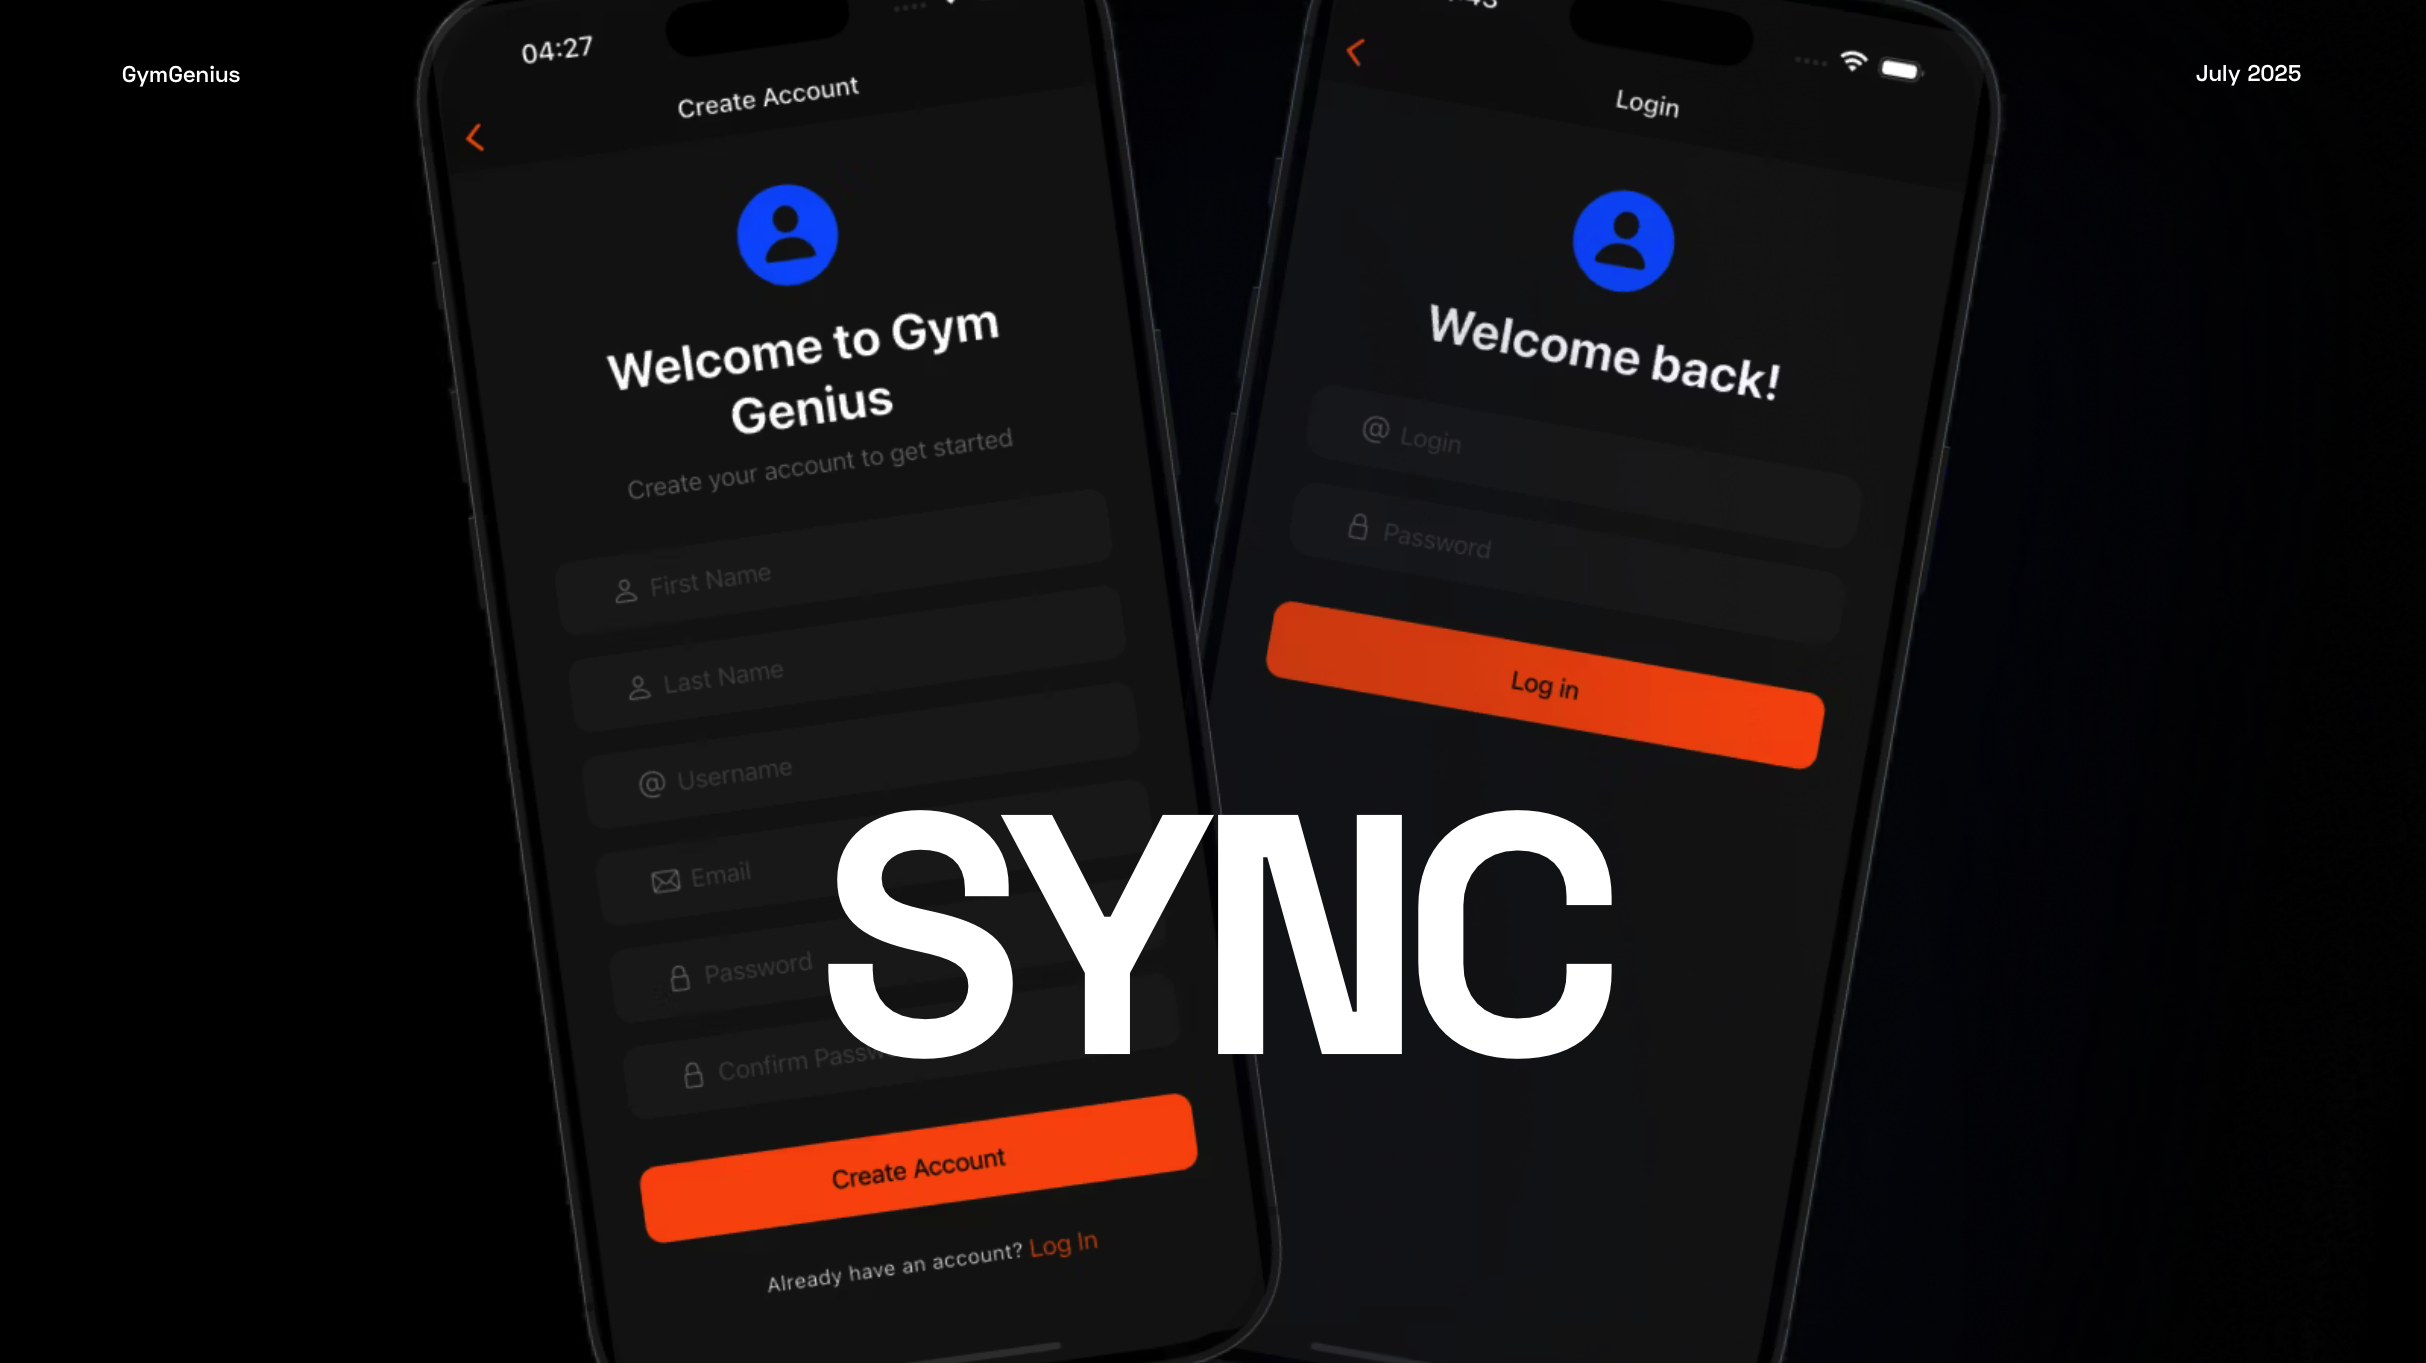 GymGenius
July 2025
04:27
Create Account
Welcome to Gym
Genius
Create your account to get started
First Name
Last Name
Username
Email
Password
Confirm
Create Account
Already have an account? Log In
Login
Welcome back!
@ Login
Password
Log in
SYNC